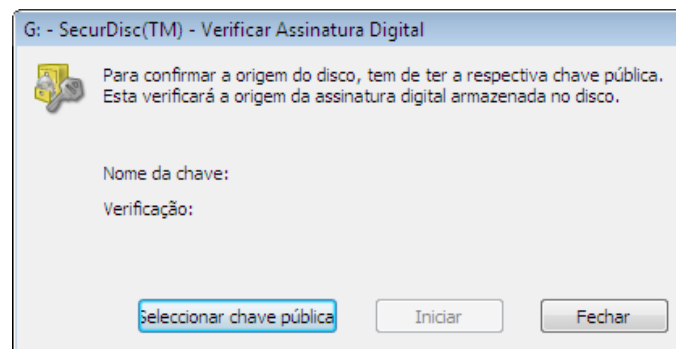 G: - SecurDisc(TM) - Verificar Assinatura Digital
Para confirmar a origem do disco, tem de ter a respectiva chave pública.
Esta verificará a origem da assinatura digital armazenada no disco.
Nome da chave:
Verificação:
Seleccionar chave pública
Iniciar
Fechar